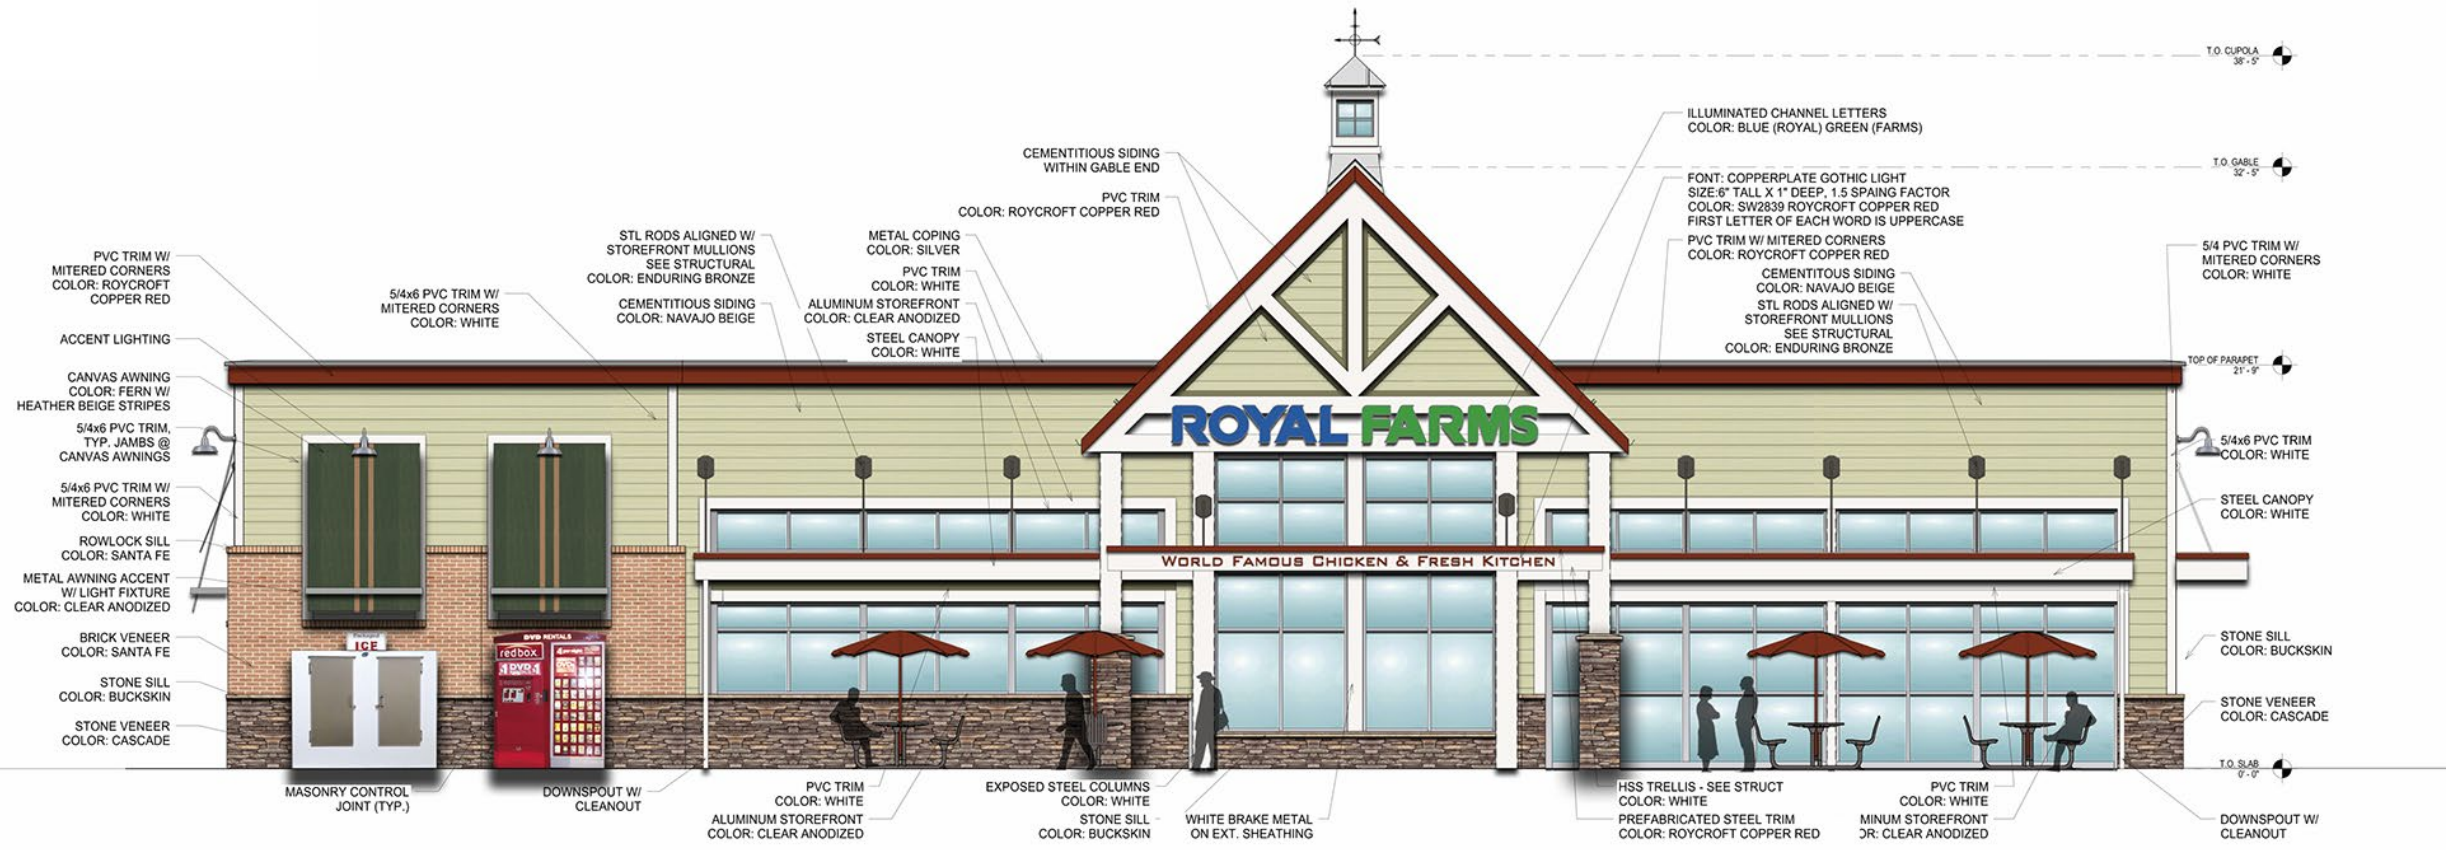 T.O. CUPOLA
38' - 5"
ILLUMINATED CHANNEL LETTERS
COLOR: BLUE (ROYAL) GREEN (FARMS)
CEMENTITIOUS SIDING
WITHIN GABLE END
T.O. GABLE
32' - 5"
FONT: COPPERPLATE GOTHIC LIGHT
SIZE:6" TALL X 1" DEEP, 1.5 SPAING FACTOR
COLOR: SW2839 ROYCROFT COPPER RED
FIRST LETTER OF EACH WORD IS UPPERCASE
PVC TRIM
COLOR: ROYCROFT COPPER RED
STL RODS ALIGNED W/
STOREFRONT MULLIONS
SEE STRUCTURAL
COLOR: ENDURING BRONZE
METAL COPING
COLOR: SILVER
PVC TRIM W/ MITERED CORNERS
COLOR: ROYCROFT COPPER RED
5/4 PVC TRIM W/
MITERED CORNERS
COLOR: WHITE
PVC TRIM W/
MITERED CORNERS
COLOR: ROYCROFT
COPPER RED
PVC TRIM
COLOR: WHITE
CEMENTITOUS SIDING
COLOR: NAVAJO BEIGE
5/4x6 PVC TRIM W/
MITERED CORNERS
COLOR: WHITE
CEMENTITIOUS SIDING
COLOR: NAVAJO BEIGE
ALUMINUM STOREFRONT
COLOR: CLEAR ANODIZED
STL RODS ALIGNED W/
STOREFRONT MULLIONS
SEE STRUCTURAL
COLOR: ENDURING BRONZE
ACCENT LIGHTING
STEEL CANOPY
COLOR: WHITE
TOP OF PARAPET
21' - 9"
CANVAS AWNING
COLOR: FERN W/
HEATHER BEIGE STRIPES
ROYAL FARMS
5/4x6 PVC TRIM,
TYP. JAMBS @
CANVAS AWNINGS
5/4x6 PVC TRIM
COLOR: WHITE
5/4x6 PVC TRIM W/
MITERED CORNERS
COLOR: WHITE
STEEL CANOPY
COLOR: WHITE
ROWLOCK SILL
COLOR: SANTA FE
WORLD FAMOUS CHICKEN & FRESH KITCHEN
METAL AWNING ACCENT
W/ LIGHT FIXTURE
COLOR: CLEAR ANODIZED
BRICK VENEER
COLOR: SANTA FE
Packaged
ICE
DVD RENTALS
redbox
DVD
STONE SILL
COLOR: BUCKSKIN
STONE SILL
COLOR: BUCKSKIN
STONE VENEER
COLOR: CASCADE
STONE VENEER
COLOR: CASCADE
T.O. SLAB
0' - 0"
MASONRY CONTROL
JOINT (TYP.)
DOWNSPOUT W/
CLEANOUT
PVC TRIM
COLOR: WHITE
ALUMINUM STOREFRONT
COLOR: CLEAR ANODIZED
EXPOSED STEEL COLUMNS
COLOR: WHITE
STONE SILL
COLOR: BUCKSKIN
WHITE BRAKE METAL
ON EXT. SHEATHING
HSS TRELLIS - SEE STRUCT
COLOR: WHITE
PREFABRICATED STEEL TRIM
COLOR: ROYCROFT COPPER RED
PVC TRIM
COLOR: WHITE
MINUM STOREFRONT
OR: CLEAR ANODIZED
DOWNSPOUT W/
CLEANOUT